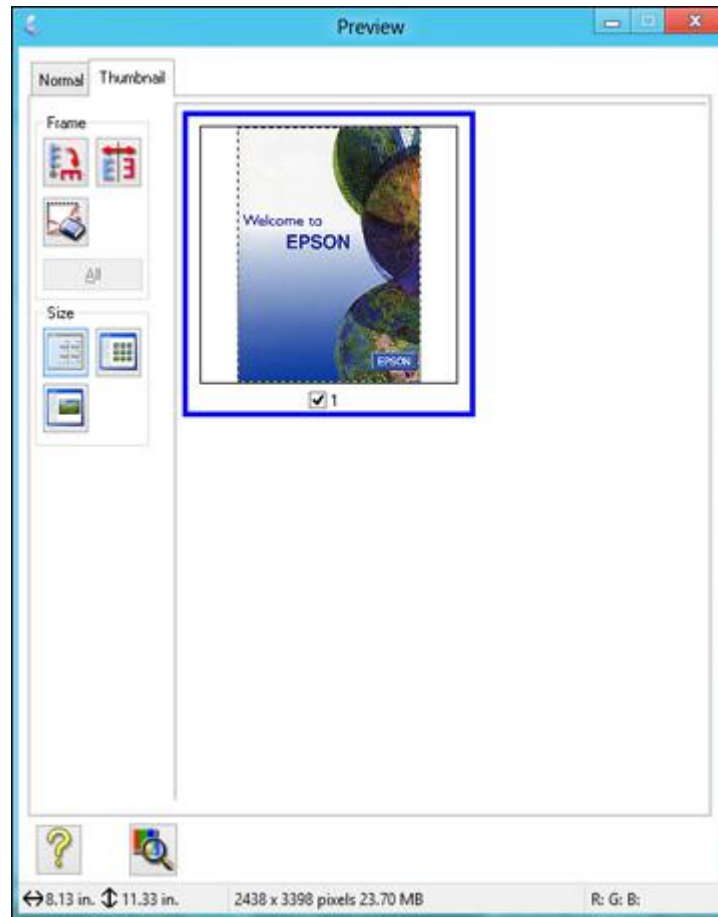 Preview
Normal Thumbnail
Frame
All
Size
Welcome to
EPSON
EPSON
1
8.13 in. 11.33 in. 2438 x 3398 pixels 23.70 MB R: G: B: